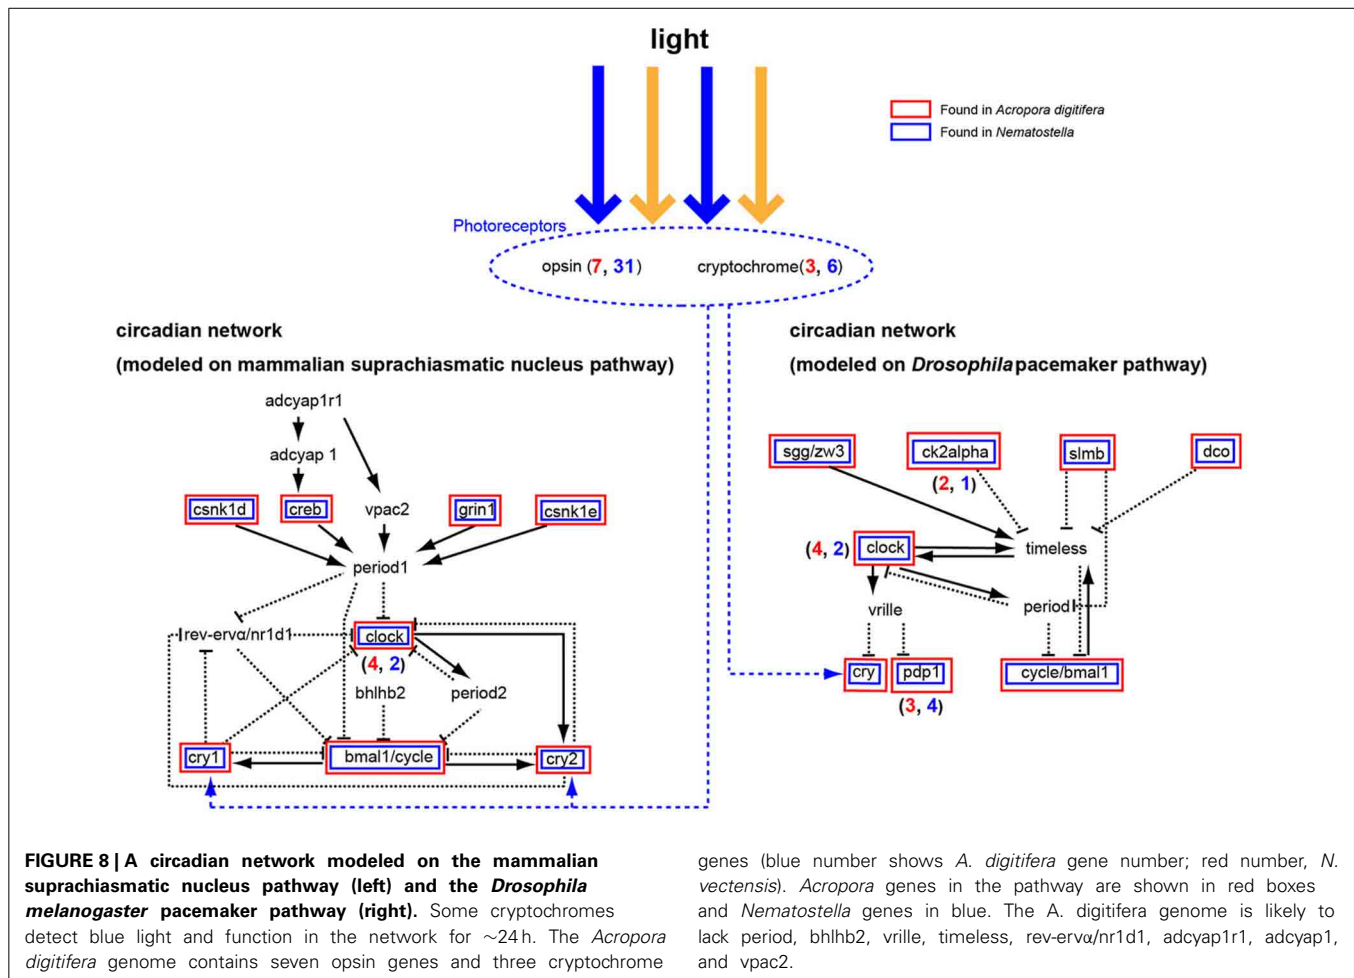 light
Found in Acropora digitifera
Found in Nematostella
Photoreceptors
opsin (7, 31)
cryptochrome(3, 6)
circadian network
(modeled on mammalian suprachiasmatic nucleus pathway)
adcyap1r1
adcyap 1
csnk1d
creb
vpac2
grin1
csnk1e
period1
rev-ervα/nr1d1
clock
(4, 2)
bhlhb2
period2
cry1
bmal1/cycle
cry2
circadian network
(modeled on Drosophila pacemaker pathway)
sgg/zw3
ck2alpha
slmb
dco
(2, 1)
(4, 2)
clock
timeless
vrille
period
cry
pdp1
cycle/bmal1
(3, 4)
FIGURE 8 | A circadian network modeled on the mammalian
suprachiasmatic nucleus pathway (left) and the Drosophila
melanogaster pacemaker pathway (right). Some cryptochromes
detect blue light and function in the network for ~24 h. The Acropora
digitifera genome contains seven opsin genes and three cryptochrome
genes (blue number shows A. digitifera gene number; red number, N.
vectensis). Acropora genes in the pathway are shown in red boxes
and Nematostella genes in blue. The A. digitifera genome is likely to
lack period, bhlhb2, vrille, timeless, rev-ervα/nr1d1, adcyap1r1, adcyap1,
and vpac2.